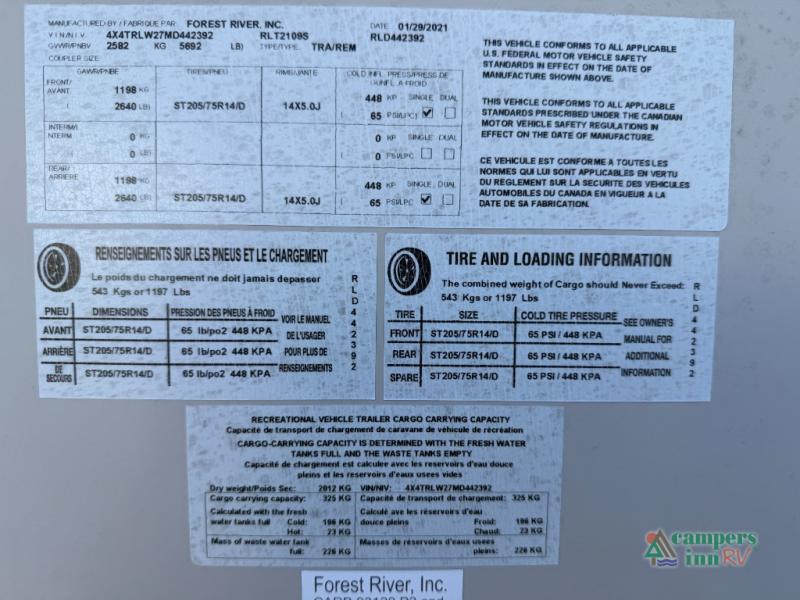 MANUFACTURED BY / FABRIQUE PAR: FOREST RIVER, INC. DATE 01/29/2021
VIN/NIV: 4X4TRLW27MD442392 RLT2109S RLD442392
GVWR/PNBV 2582 KG 5692 LB) TYPE/TYPE: TRA/REM
COUPLER SIZE:
GAWR/PNBE TIRES/PNEU RIMS/JANTE COLD INFL. PRESS/PRESS DE GONFL A FROID
FRONT/ AVANT 1198 KG 448 KP SINGLE DUAL
( 2640 LB) ST205/75R14/D 14X5.0J ( 65 PSI/LPC)
INTERM/ INTERM 0 KG 0 KP SINGLE DUAL
( 0 LB) ( 0 PSI/LPC
REAR/ ARRIÈRE 1198 KG 448 KP SINGLE, DUAL
2640 LB) ST205/75R14/D 14X5.0J 65 PSI/LPC
THIS VEHICLE CONFORMS TO ALL APPLICABLE
U.S. FEDERAL MOTOR VEHICLE SAFETY
STANDARDS IN EFFECT ON THE DATE OF
MANUFACTURE SHOWN ABOVE.
THIS VEHICLE CONFORMS TO ALL APPLICABLE
STANDARDS PRESCRIBED UNDER THE CANADIAN
MOTOR VEHICLE SAFETY REGULATIONS IN
EFFECT ON THE DATE OF MANUFACTURE.
CE VEHICULE EST CONFORME A TOUTES LES
NORMES QUI LUI SONT APPLICABLES EN VERTU
DU REGLEMENT SUR LA SECURITE DES VEHICULES
AUTOMOBILES DU CANADA EN VIGUEUR A LA
DATE DE SA FABRICATION.
RENSEIGNEMENTS SUR LES PNEUS ET LE CHARGEMENT
Le poids du chargement ne doit jamais depasser
543 Kgs or 1197 Lbs
PNEU DIMENSIONS PRESSION DES PNEUS À FROID VOIR LE MANUEL
AVANT ST205/75R14/D 65 lb/po2 448 KPA DE L'USAGER
ARRIÈRE ST205/75R14/D 65 lb/po2 448 KPA POUR PLUS DE
DE SECOURS ST205/75R14/D 65 lb/po2 448 KPA RENSEIGNEMENTS
RLD442392
TIRE AND LOADING INFORMATION
The combined weight of Cargo should Never Exceed:
543 Kgs or 1197 Lbs
TIRE SIZE COLD TIRE PRESSURE SEE OWNER'S
FRONT ST205/75R14/D 65 PSI / 448 KPA MANUAL FOR
REAR ST205/75R14/D 65 PSI / 448 KPA ADDITIONAL
SPARE ST205/75R14/D 65 PSI / 448 KPA INFORMATION
RLD442392
RECREATIONAL VEHICLE TRAILER CARGO CARRYING CAPACITY
Capacité de transport de chargement de caravane de véhicule de récréation
CARGO-CARRYING CAPACITY IS DETERMINED WITH THE FRESH WATER
TANKS FULL AND THE WASTE TANKS EMPTY
Capacité de chargement est calculee avec les reservoirs d'eau douce
pleins et les reservoirs d'eaux usees vides
Dry weight/Poids Sec: 2012 KG VIN/NIV: 4X4TRLW27MD442392
Cargo carrying capacity: 325 KG Capacité de transport de chargement: 325 KG
Calculated with the fresh Calculé ave les reservoirs d'eau
water tanks full Cold: 196 KG douce pleins Froid: 196 KG
Hot: 23 KG Chaud: 23 KG
Mass of waste water tank Masses de réservoirs d'eaux usees
full: 226 KG pleins: 226 KG
Forest River, Inc.
campers
inn RV